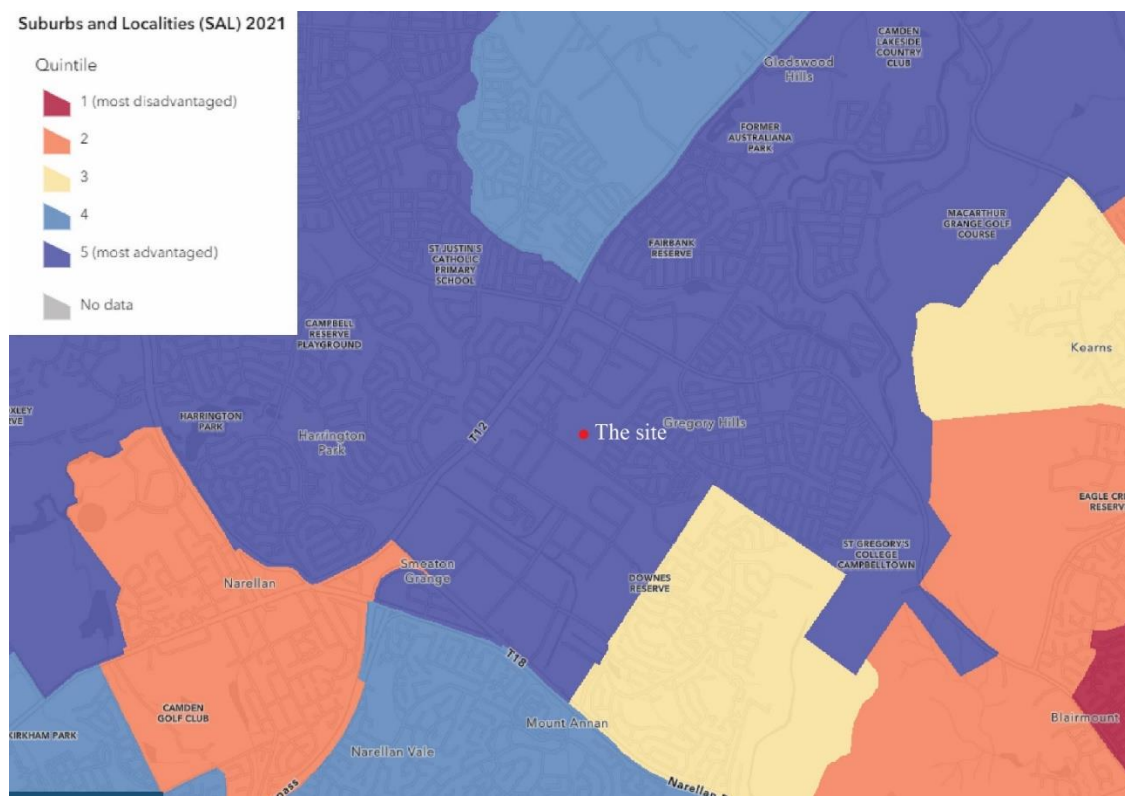 Suburbs and Localities (SAL) 2021
Quintile
1 (most disadvantaged)
2
3
4
5 (most advantaged)
No data
CAMDEN
LAKESIDE
COUNTRY
CLUB
Gledswood
Hills
FORMER
AUSTRALIANA
PARK
MACARTHUR
GRANGE GOLF
COURSE
ST JUSTIN'S
CATHOLIC
PRIMARY
SCHOOL
FAIRBANK
RESERVE
CAMPBELL
RESERVE
PLAYGROUND
Kearns
HARRINGTON
PARK
Harrington
Park
T12
The site
Gregory Hills
EAGLE CRE
RESERVE
ST GREGORY'S
COLLEGE
CAMPBELLTOWN
Smeaton
Grange
Narellan
DOWNES
RESERVE
T18
CAMDEN
GOLF CLUB
KIRKHAM PARK
Mount Annan
Narellan Vale
Blairmount
pass
Narellan